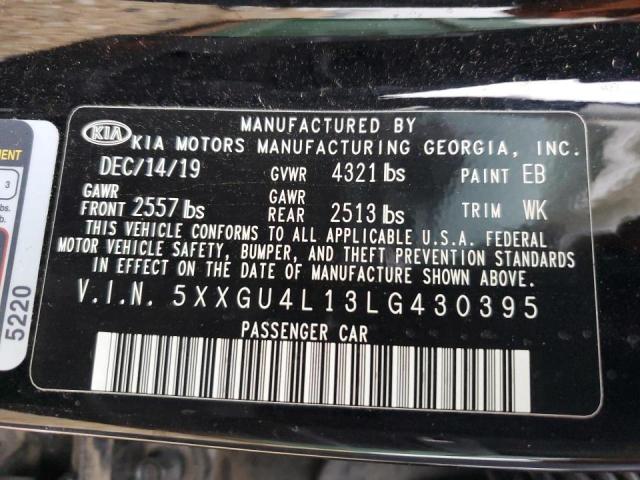 MANUFACTURED BY
KIA KIA MOTORS MANUFACTURING GEORGIA, INC.
DEC/14/19 GVWR 4321 lbs PAINT EB
GAWR FRONT 2557 lbs GAWR REAR 2513 lbs TRIM WK
THIS VEHICLE CONFORMS TO ALL APPLICABLE U.S.A. FEDERAL
MOTOR VEHICLE SAFETY, BUMPER, AND THEFT PREVENTION STANDARDS
IN EFFECT ON THE DATE OF MANUFACTURE SHOWN ABOVE.
V.I.N. 5XXGU4L13LG430395
PASSENGER CAR
3
lbs.
5220